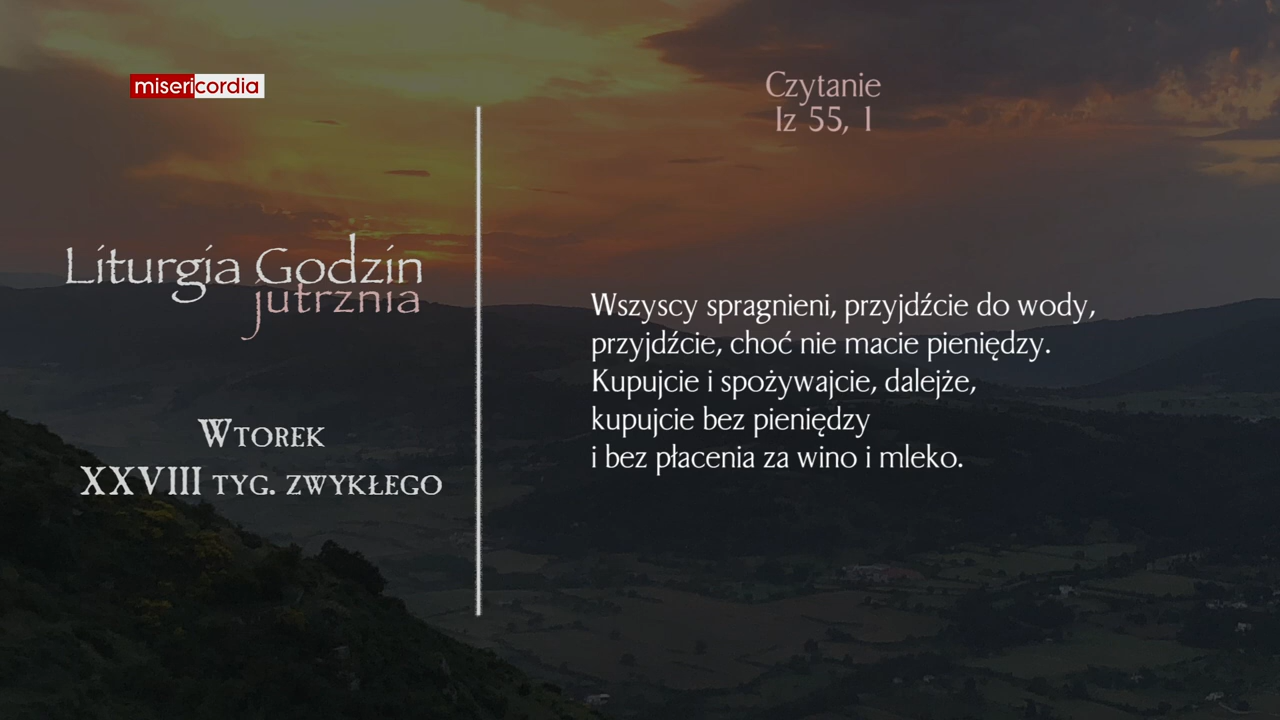 misericordia
Liturgia Godzin
jutrznia
Wtorek
XXVIII tyg. zwykłego
Czytanie
Iz 55, 1
Wszyscy spragnieni, przyjdźcie do wody,
przyjdźcie, choć nie macie pieniędzy.
Kupujcie i spożywajcie, dalejże,
kupujcie bez pieniędzy
i bez płacenia za wino i mleko.